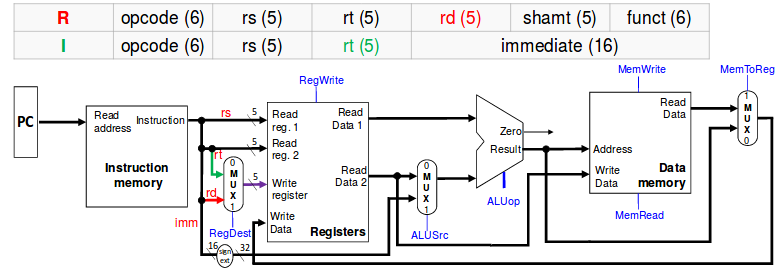 R opcode (6) rs (5) rt (5) rd (5) shamt (5) funct (6)
I opcode (6) rs (5) rt (5) immediate (16)
MemWrite MemToReg
RegWrite
PC
Read address Instruction
Instruction memory
rs
5
Read reg. 1
Read Data 1
rt
5
Read reg. 2
Read Data 2
0 MUX 1
rd
5
Write register
imm
RegDest
Write Data
Registers
16
sign ext
32
0 MUX 1
ALUSrc
Zero
Result
ALUop
Read Data
Address
Write Data
Data memory
MemRead
1 MUX 0